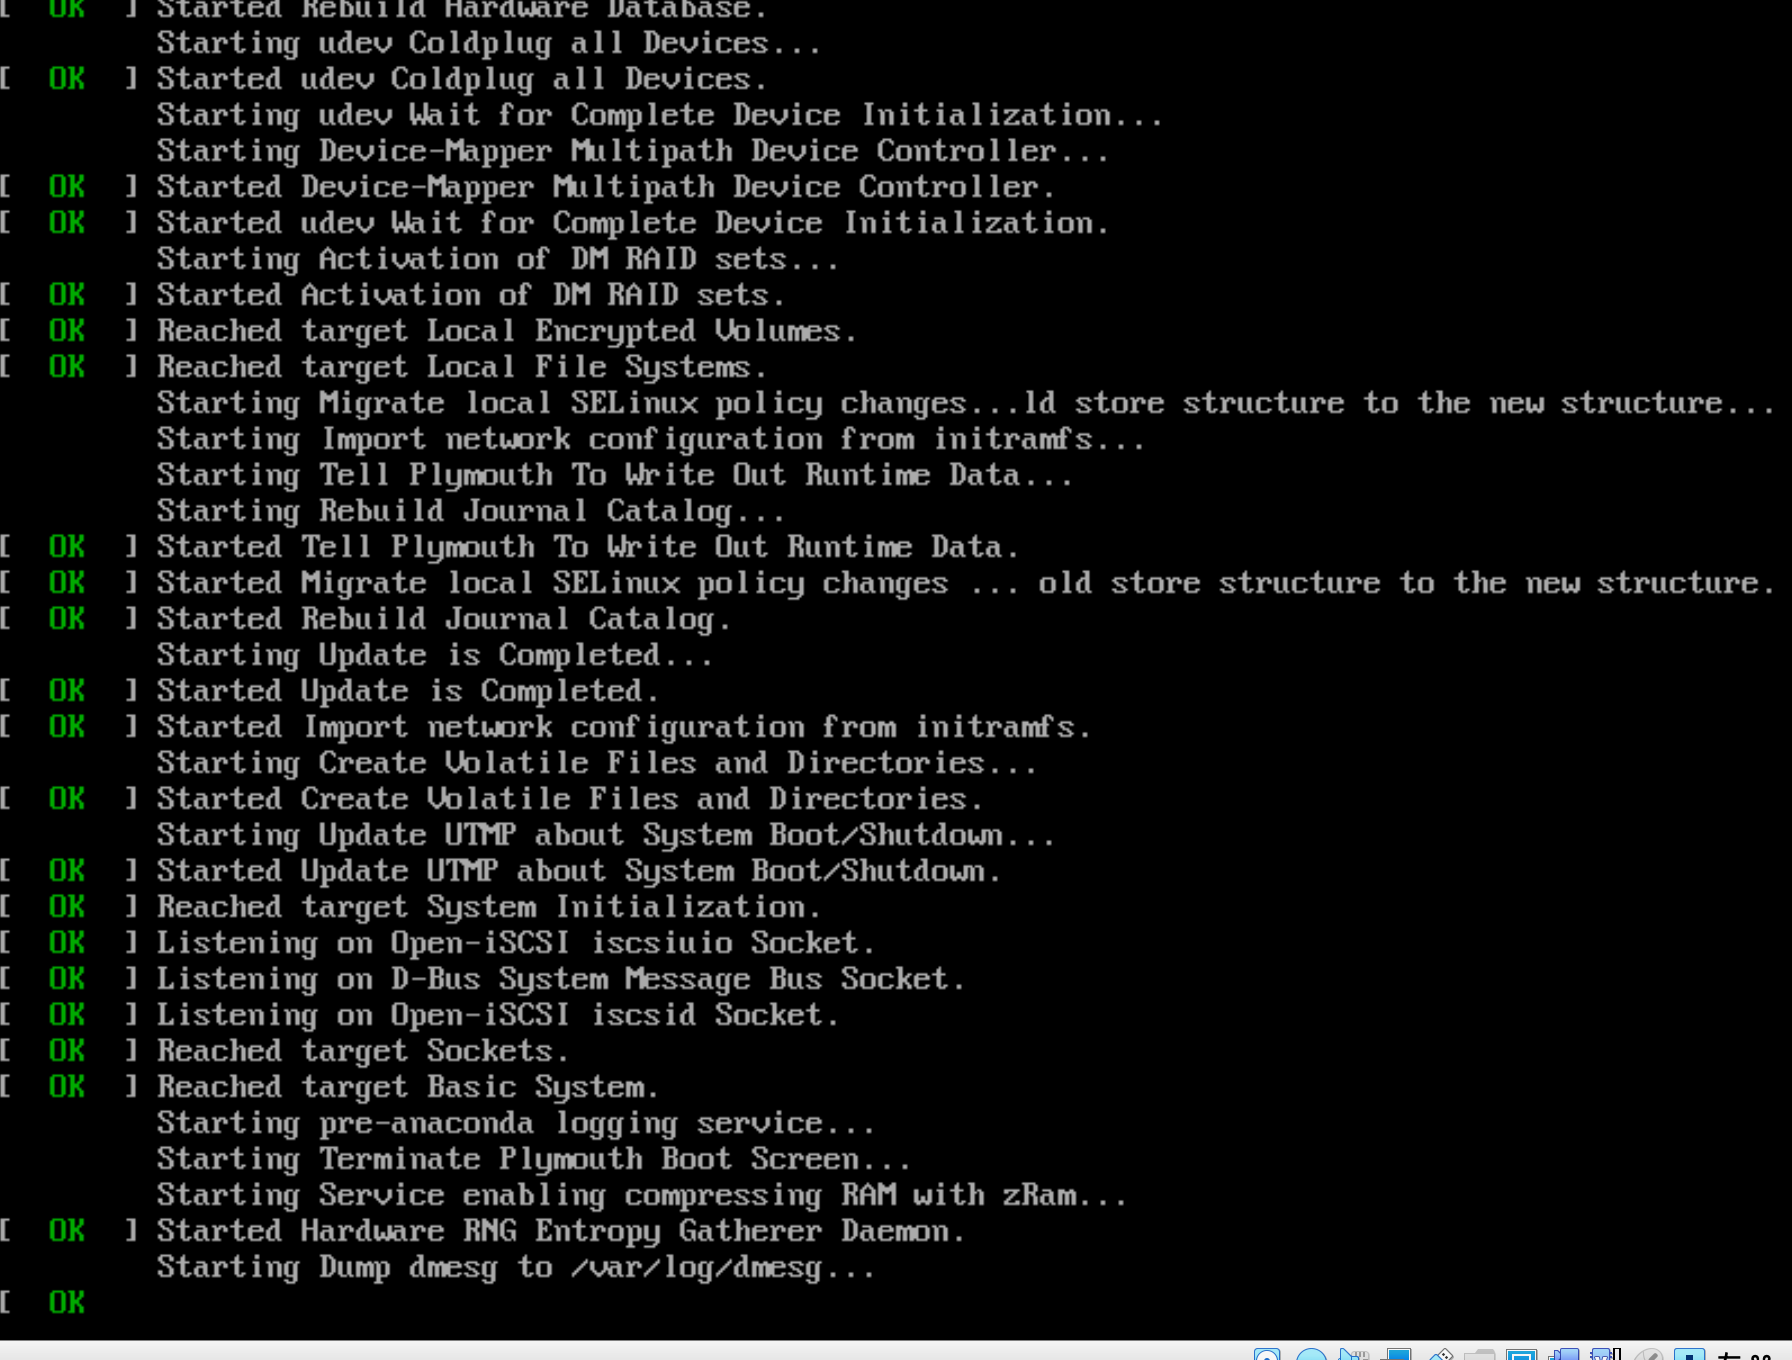 [  OK  ] Started Rebuild Hardware Database.
Starting udev Coldplug all Devices...
[  OK  ] Started udev Coldplug all Devices.
Starting udev Wait for Complete Device Initialization...
Starting Device-Mapper Multipath Device Controller...
[  OK  ] Started Device-Mapper Multipath Device Controller.
[  OK  ] Started udev Wait for Complete Device Initialization.
Starting Activation of DM RAID sets...
[  OK  ] Started Activation of DM RAID sets.
[  OK  ] Reached target Local Encrypted Volumes.
[  OK  ] Reached target Local File Systems.
Starting Migrate local SELinux policy changes...ld store structure to the new structure...
Starting Import network configuration from initramfs...
Starting Tell Plymouth To Write Out Runtime Data...
Starting Rebuild Journal Catalog...
[  OK  ] Started Tell Plymouth To Write Out Runtime Data.
[  OK  ] Started Migrate local SELinux policy changes ... old store structure to the new structure.
[  OK  ] Started Rebuild Journal Catalog.
Starting Update is Completed...
[  OK  ] Started Update is Completed.
[  OK  ] Started Import network configuration from initramfs.
Starting Create Volatile Files and Directories...
[  OK  ] Started Create Volatile Files and Directories.
Starting Update UTMP about System Boot/Shutdown...
[  OK  ] Started Update UTMP about System Boot/Shutdown.
[  OK  ] Reached target System Initialization.
[  OK  ] Listening on Open-iSCSI iscsiuio Socket.
[  OK  ] Listening on D-Bus System Message Bus Socket.
[  OK  ] Listening on Open-iSCSI iscsid Socket.
[  OK  ] Reached target Sockets.
[  OK  ] Reached target Basic System.
Starting pre-anaconda logging service...
Starting Terminate Plymouth Boot Screen...
Starting Service enabling compressing RAM with zRam...
[  OK  ] Started Hardware RNG Entropy Gatherer Daemon.
Starting Dump dmesg to /var/log/dmesg...
[  OK